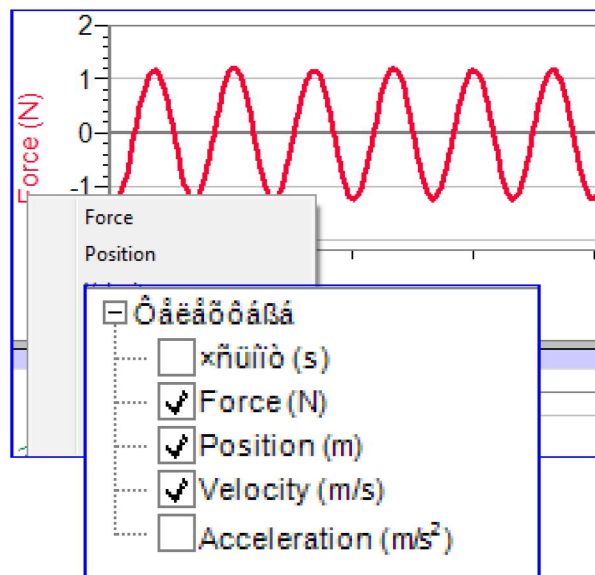 2
1
0
-1
Force (N)
Force
Position
Ôåëåõôáßá
×ñüíïò (s)
Force (N)
Position (m)
Velocity (m/s)
Acceleration (m/s²)